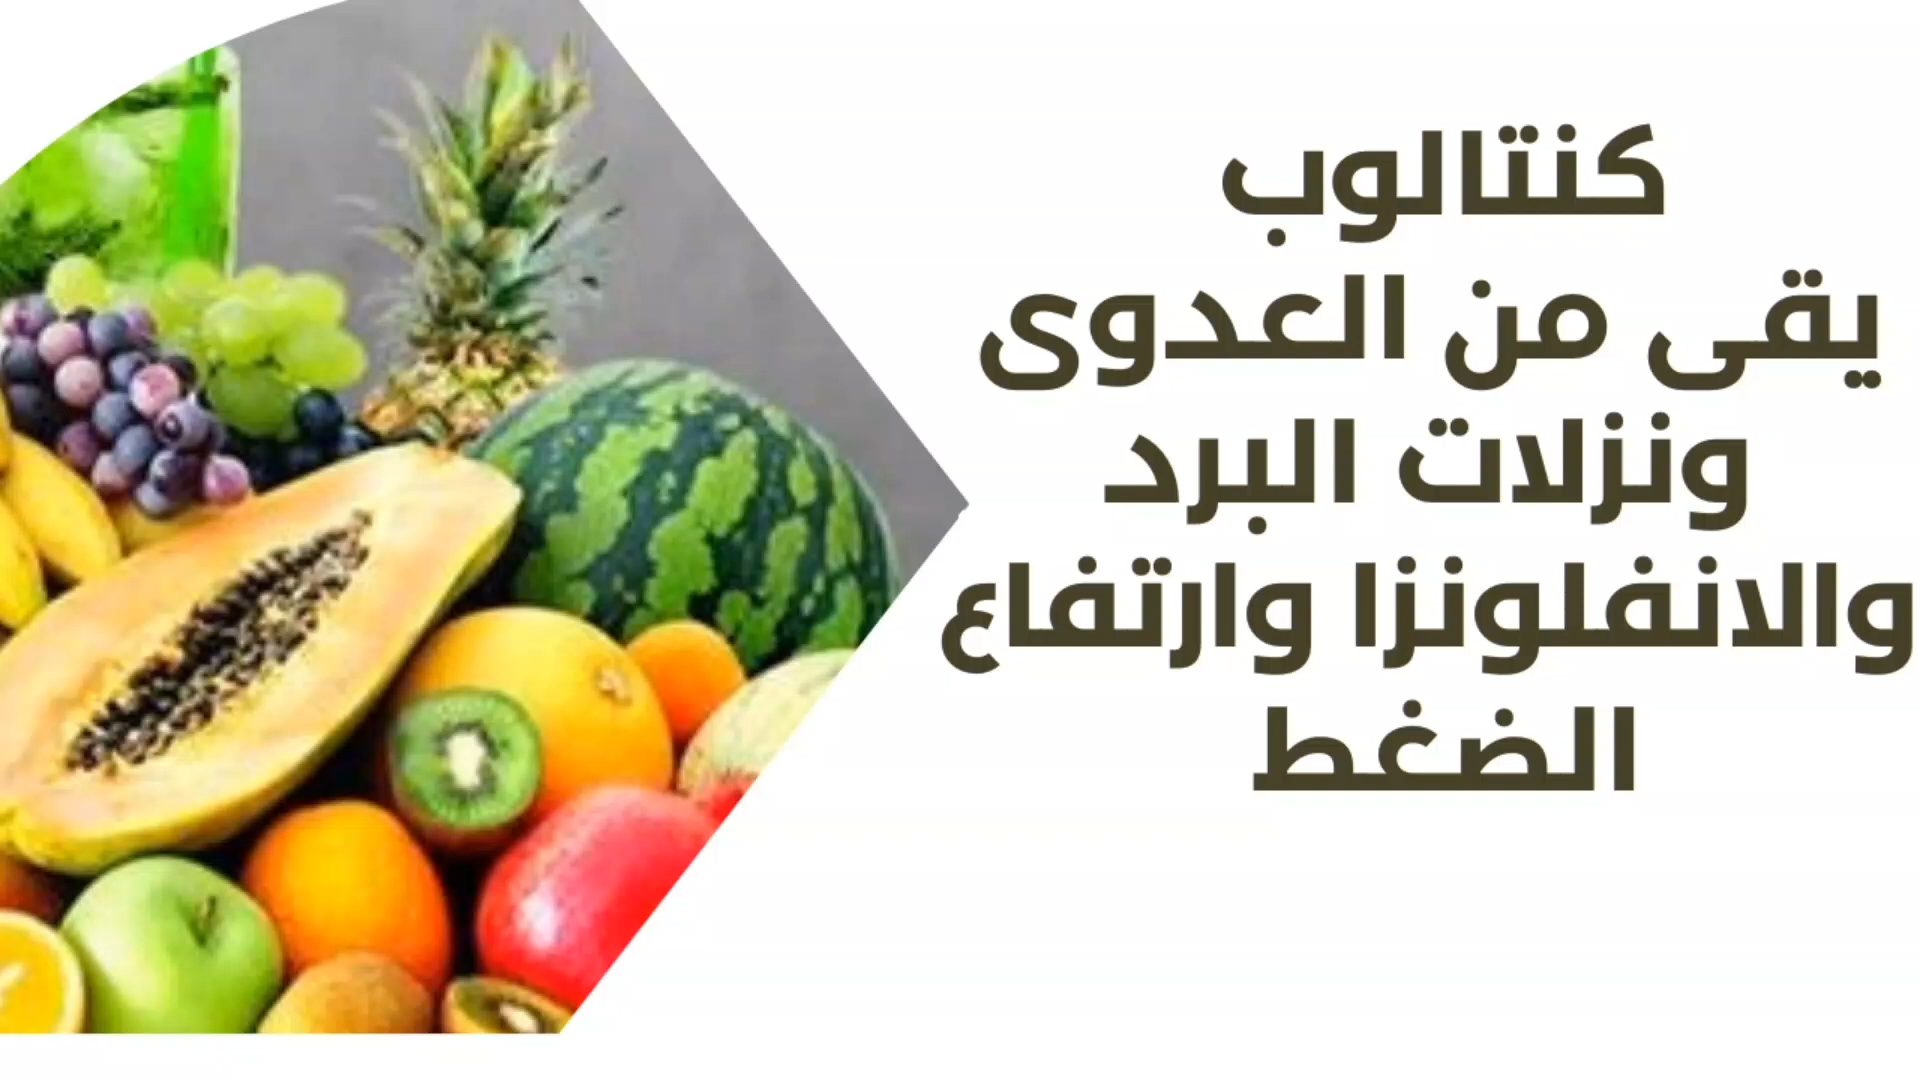 كنتالوب
يقى من العدوى
ونزلات البرد
والانفلونزا وارتفاع
الضغط